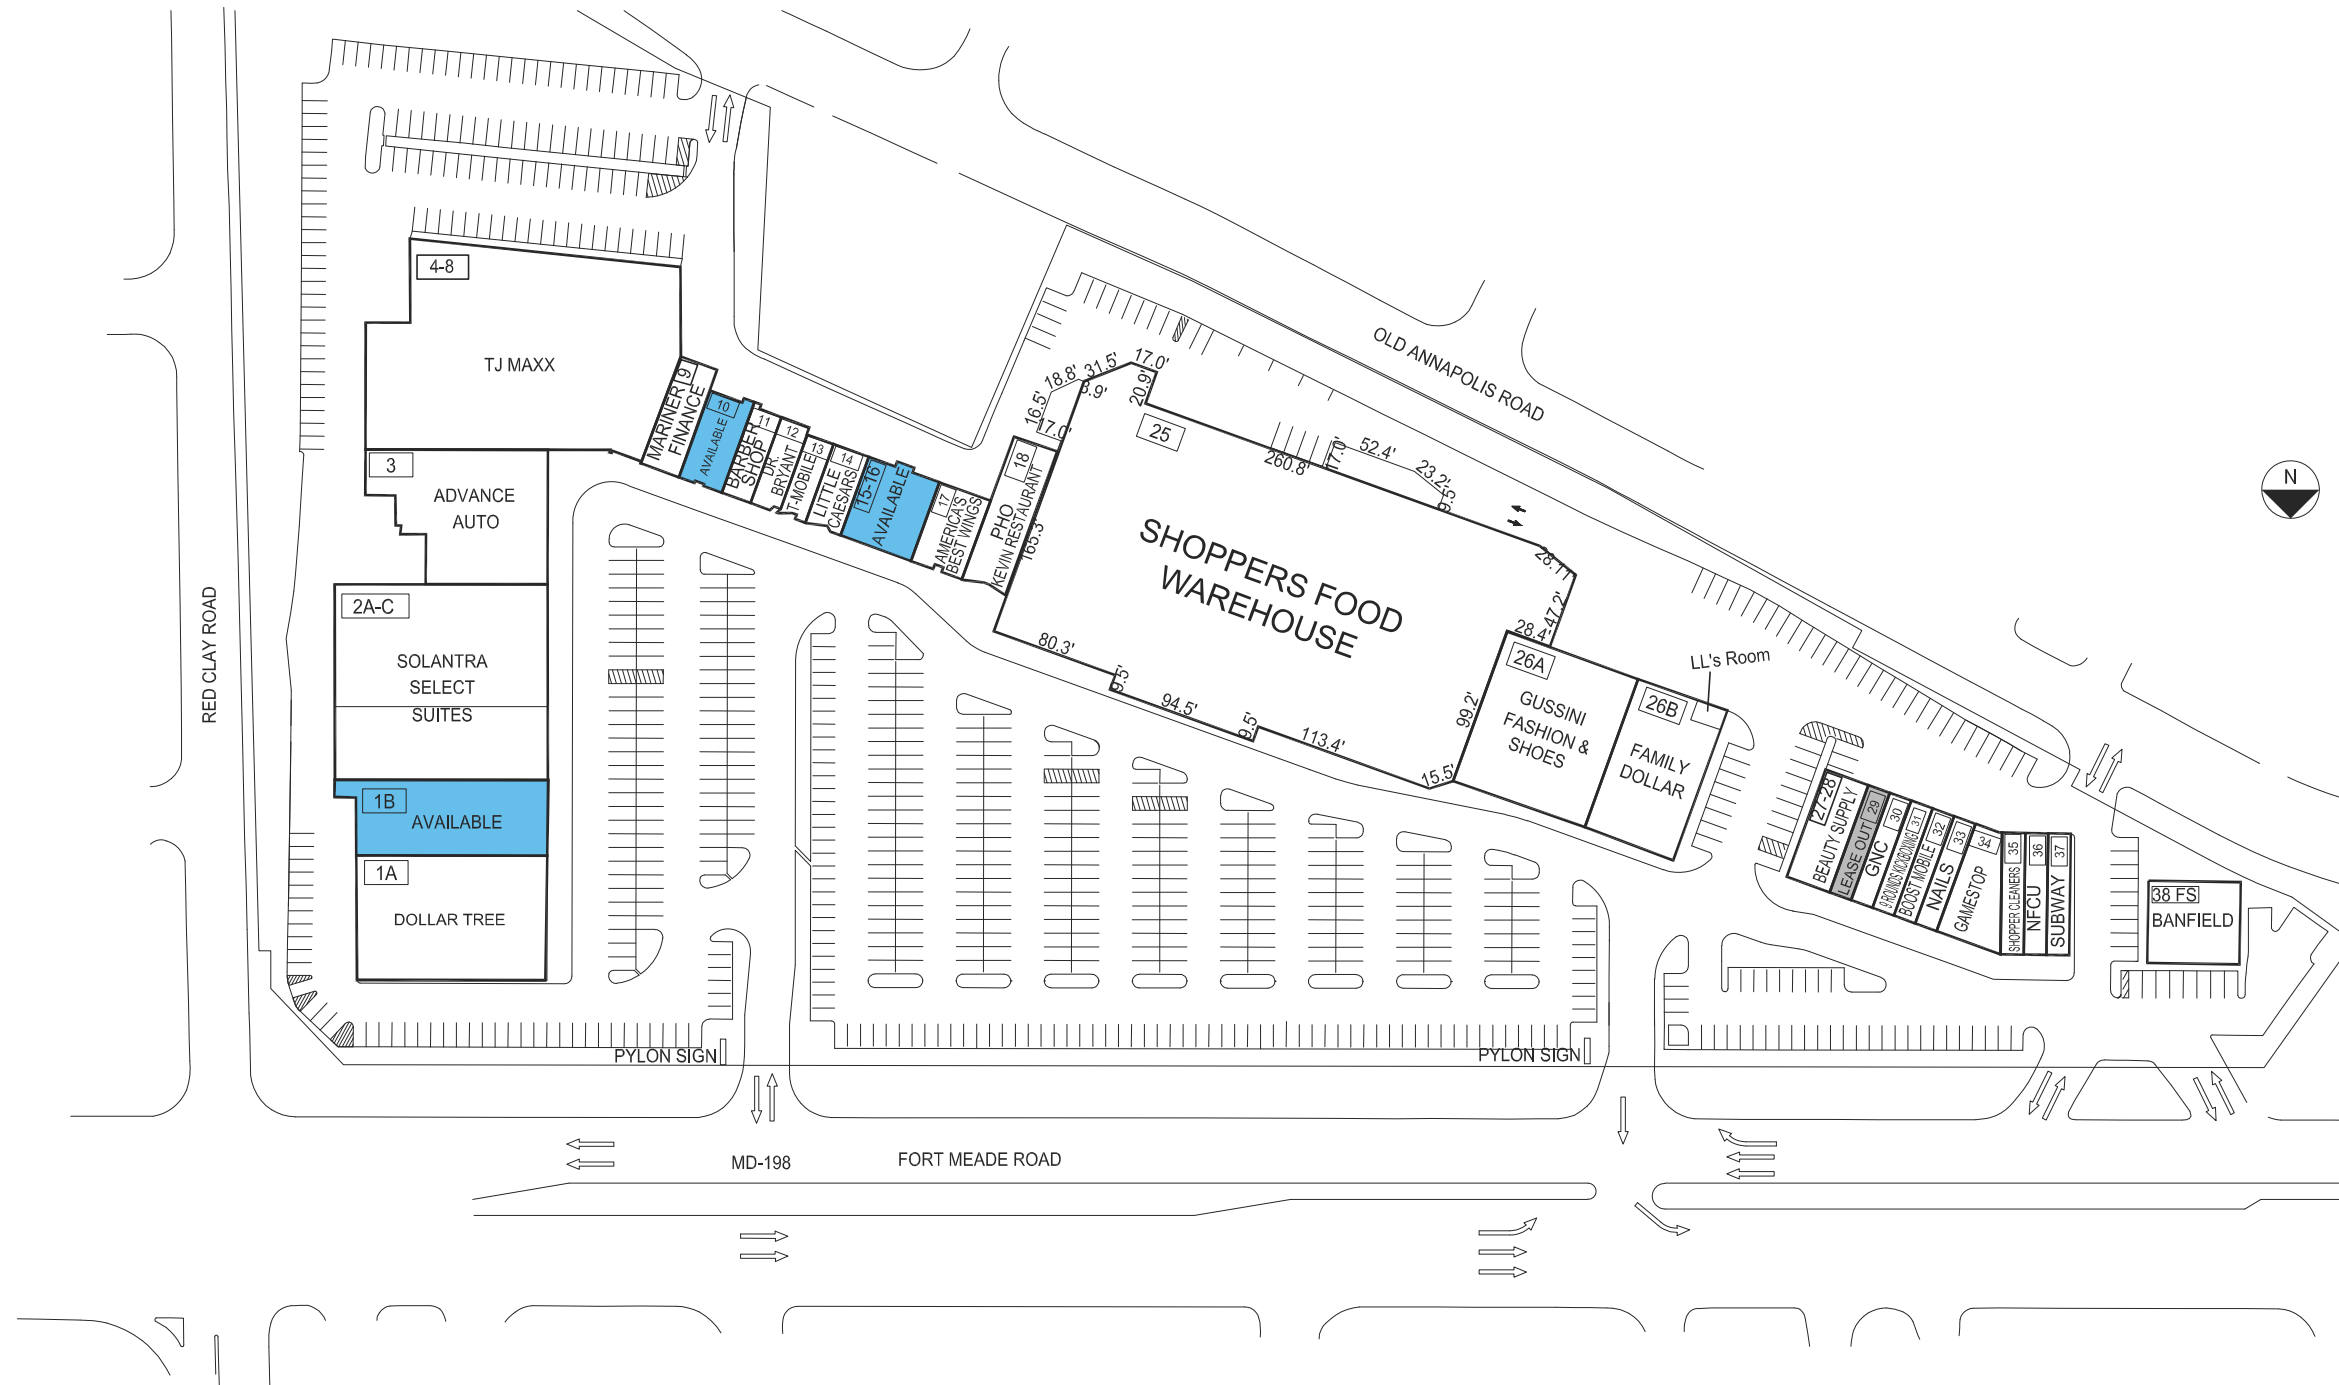 4-8
TJ MAXX
3
ADVANCE
AUTO
2A-C
SOLANTRA
SELECT
SUITES
1B
AVAILABLE
1A
DOLLAR TREE
RED CLAY ROAD
9
MARINER
FINANCE
10
AVAILABLE
11
BARBER
SHOP
12
DR.
BRYANT
13
T-MOBILE
14
LITTLE
CAESARS
15-16
AVAILABLE
17
AMERICA'S
BEST WINGS
18
PHO
KEVIN RESTAURANT
165.3'
17.0'
16.5'
18.8'
3.9'
31.5'
17.0'
20.9'
25
260.8'
17.0'
52.4'
23.2'
9.5'
28.11'
47.2'
28.4'
SHOPPERS FOOD
WAREHOUSE
80.3'
9.5'
94.5'
9.5'
113.4'
15.5'
99.2'
OLD ANNAPOLIS ROAD
26A
GUSSINI
FASHION &
SHOES
26B
FAMILY
DOLLAR
LL's Room
N
27-28
BEAUTY SUPPLY
29
LEASE OUT
30
GNC
31
9 ROUNDS KICKBOXING
32
BOOST MOBILE
33
NAILS
34
GAMESTOP
35
SHOPPER CLEANERS
36
NFCU
37
SUBWAY
38 FS
BANFIELD
PYLON SIGN
PYLON SIGN
MD-198
FORT MEADE ROAD